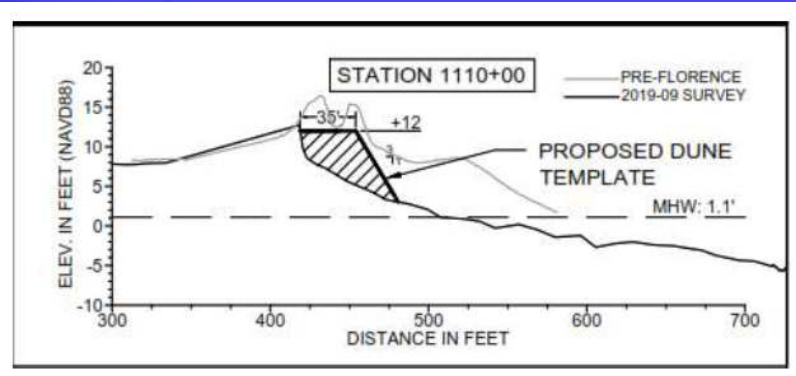 STATION 1110+00
PRE-FLORENCE
2019-09 SURVEY
35'
+12
3
1
PROPOSED DUNE
TEMPLATE
MHW: 1.1'
ELEV. IN FEET (NAVD88)
20
15
10
5
0
-5
-10
300
400
500
600
700
DISTANCE IN FEET